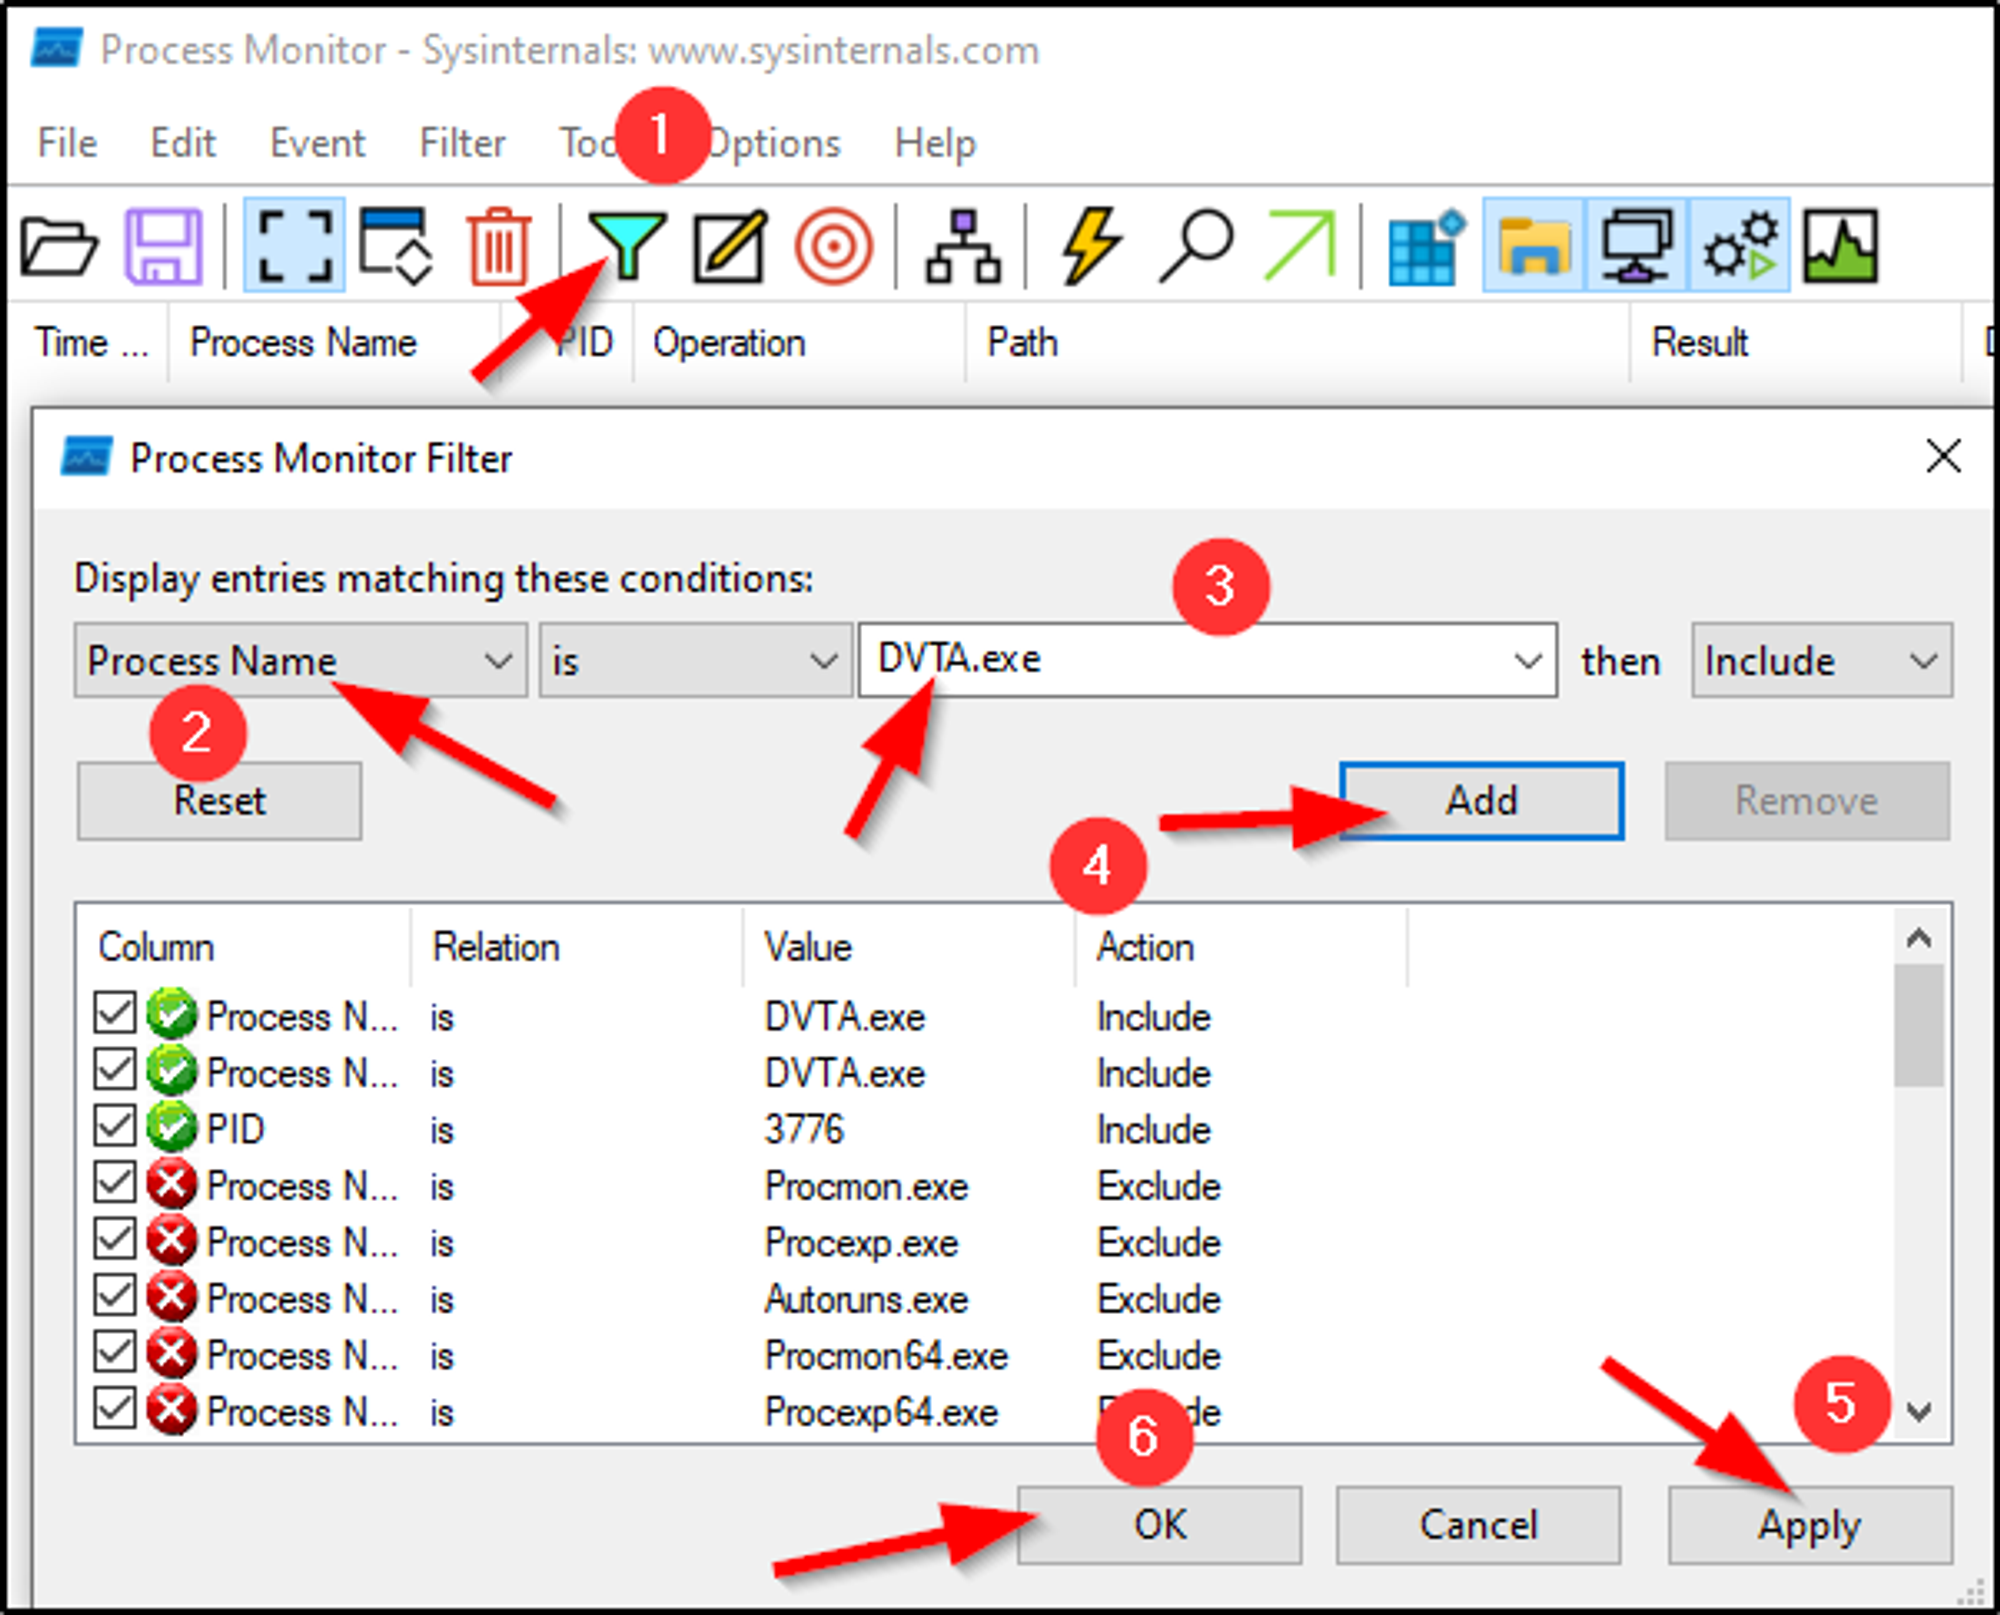 Process Monitor - Sysinternals: www.sysinternals.com
File Edit Event Filter Options Help
1
Time ... Process Name PID Operation Path Result
Process Monitor Filter
Display entries matching these conditions:
3
Process Name is DVTA.exe then Include
2
Reset Add Remove
4
Column Relation Value Action
Process N... is DVTA.exe Include
Process N... is DVTA.exe Include
PID is 3776 Include
Process N... is Procmon.exe Exclude
Process N... is Procexp.exe Exclude
Process N... is Autoruns.exe Exclude
Process N... is Procmon64.exe Exclude
Process N... is Procexp64.exe
5
6
OK Cancel Apply